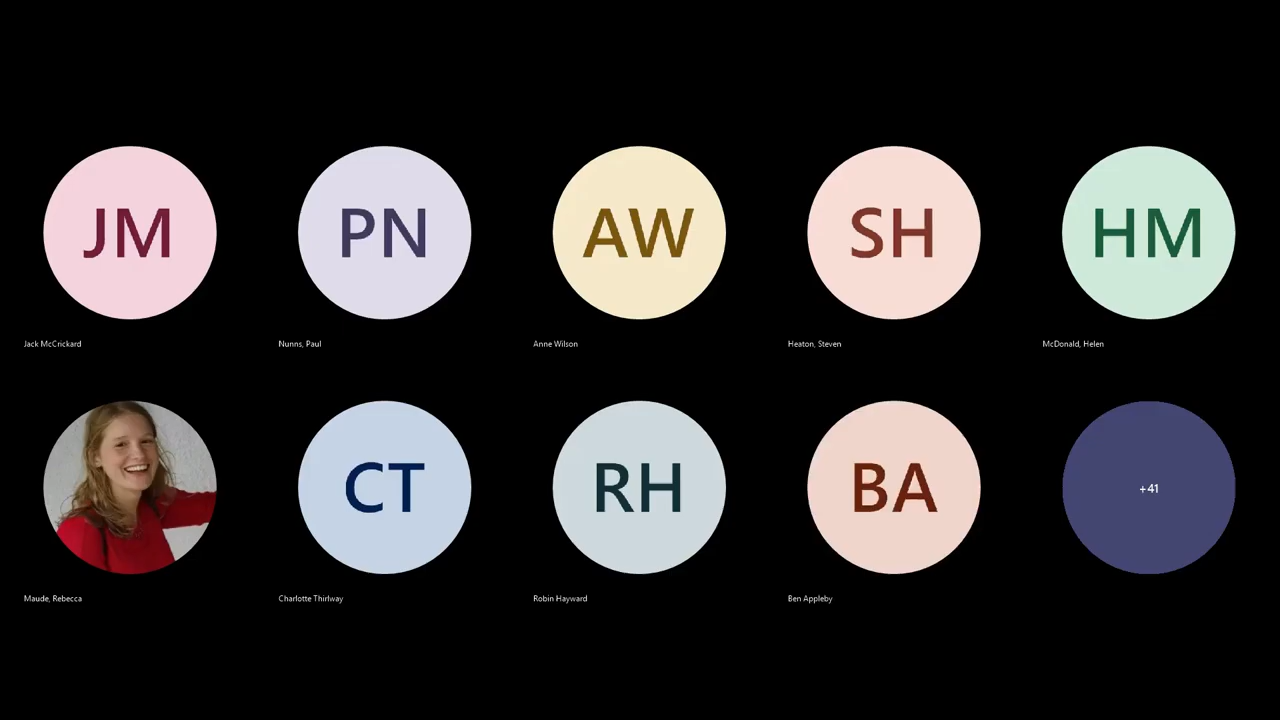 JM
PN
AW
SH
HM
Jack McCrickard
Nunns, Paul
Anne Wilson
Heaton, Steven
McDonald, Helen
CT
RH
BA
+41
Maude, Rebecca
Charlotte Thirlway
Robin Hayward
Ben Appleby